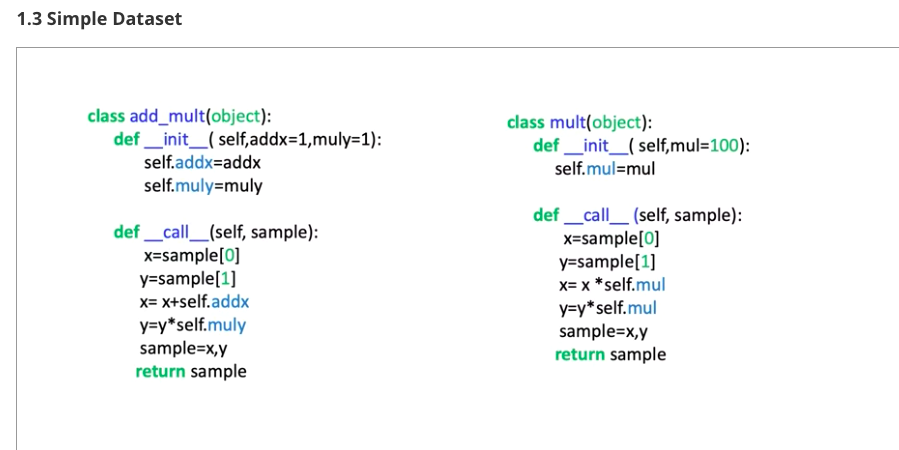 1.3 Simple Dataset
class add_mult(object):
def __init__( self,addx=1,muly=1):
self.addx=addx
self.muly=muly
def __call__(self, sample):
x=sample[0]
y=sample[1]
x= x+self.addx
y=y*self.muly
sample=x,y
return sample
class mult(object):
def __init__( self,mul=100):
self.mul=mul
def __call__ (self, sample):
x=sample[0]
y=sample[1]
x= x *self.mul
y=y*self.mul
sample=x,y
return sample